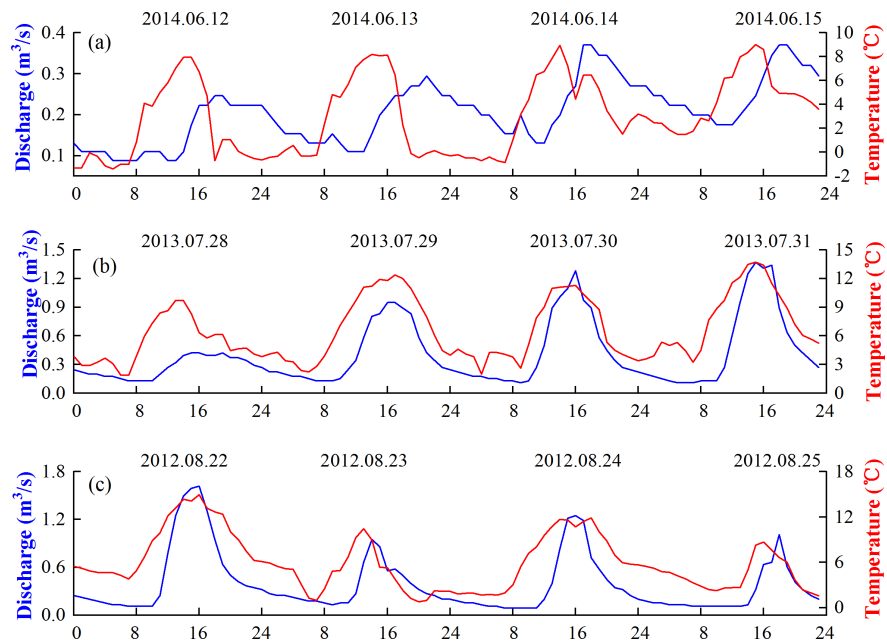 2014.06.12 2014.06.13 2014.06.14 2014.06.15
(a)
Discharge (m³/s)
0.4
0.3
0.2
0.1
Temperature (℃)
10
8
6
4
2
0
-2
0 8 16 24 8 16 24 8 16 24 8 16 23 24
2013.07.28 2013.07.29 2013.07.30 2013.07.31
(b)
Discharge (m³/s)
1.5
1.2
0.9
0.6
0.3
0.0
Temperature (℃)
15
12
9
6
3
0
0 8 16 24 8 16 24 8 16 24 8 16 24
2012.08.22 2012.08.23 2012.08.24 2012.08.25
(c)
Discharge (m³/s)
1.8
1.2
0.6
0.0
Temperature (℃)
18
12
6
0
0 8 16 24 8 16 24 8 16 24 8 16 24